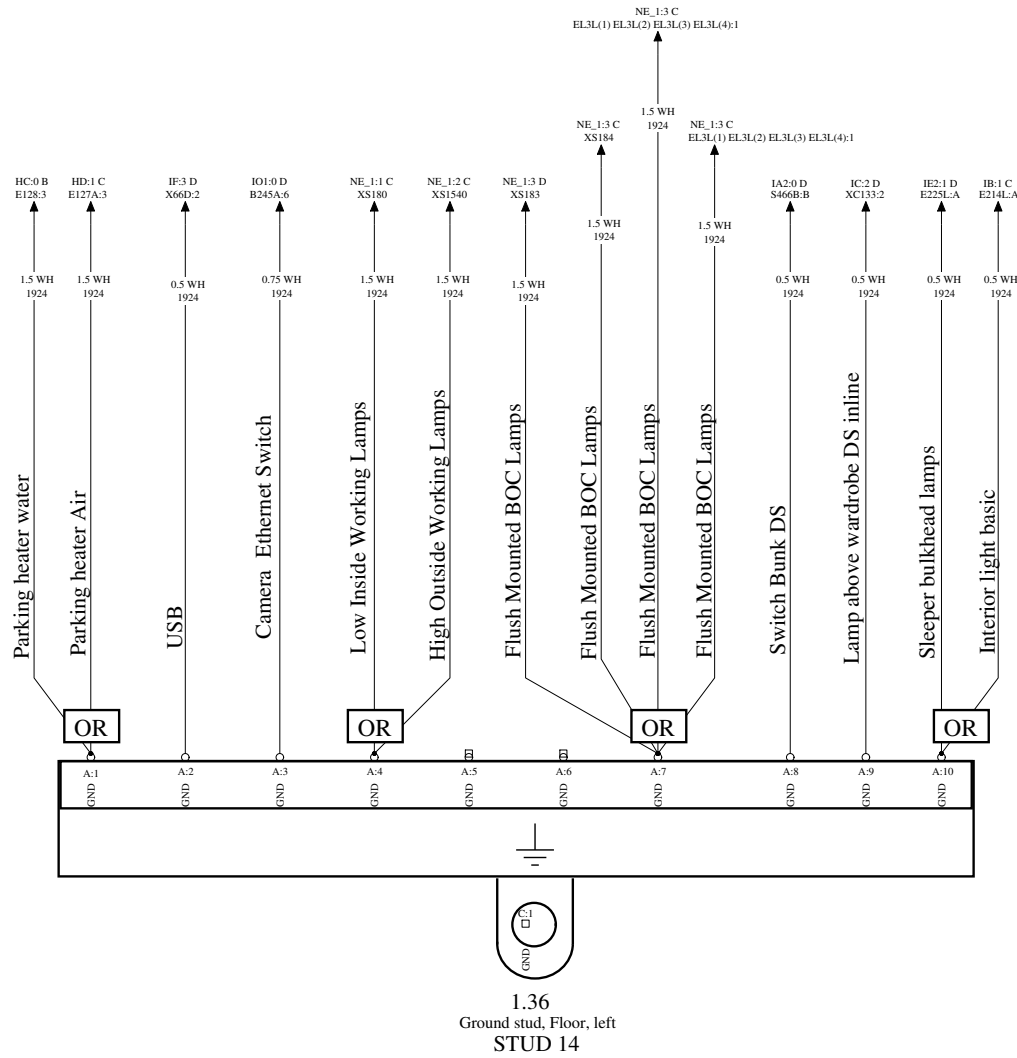 NE_1:3 C
EL3L(1) EL3L(2) EL3L(3) EL3L(4):1
1.5 WH
1924
NE_1:3 C
XS184
NE_1:3 C
EL3L(1) EL3L(2) EL3L(3) EL3L(4):1
HC:0 B
E128:3
HD:1 C
E127A:3
IF:3 D
X66D:2
IO1:0 D
B245A:6
NE_1:1 C
XS180
NE_1:2 C
XS1540
NE_1:3 D
XS183
IA2:0 D
S466B:B
IC:2 D
XC133:2
IE2:1 D
E225L:A
IB:1 C
E214L:A
1.5 WH
1924
1.5 WH
1924
1.5 WH
1924
1.5 WH
1924
0.5 WH
1924
0.75 WH
1924
1.5 WH
1924
1.5 WH
1924
1.5 WH
1924
0.5 WH
1924
0.5 WH
1924
0.5 WH
1924
0.5 WH
1924
Parking heater water
Parking heater Air
USB
Camera  Ethernet Switch
Low Inside Working Lamps
High Outside Working Lamps
Flush Mounted BOC Lamps
Flush Mounted BOC Lamps
Flush Mounted BOC Lamps
Flush Mounted BOC Lamps
Switch Bunk DS
Lamp above wardrobe DS inline
Sleeper bulkhead lamps
Interior light basic
OR
OR
OR
OR
A:1
A:2
A:3
A:4
A:5
A:6
A:7
A:8
A:9
A:10
GND
GND
GND
GND
GND
GND
GND
GND
GND
GND
C:1
GND
1.36
Ground stud, Floor, left
STUD 14